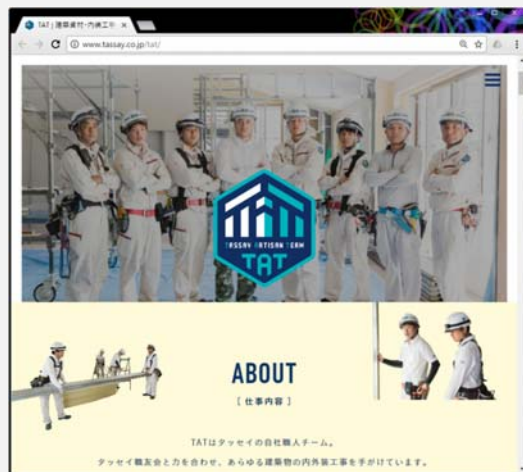 TAT | 建築資材・内装工事
www.tassay.co.jp/tat/
TASSAY ARTISAN TEAM
TAT
ABOUT
[ 仕事内容 ]
TATはタッセイの自社職人チーム。
タッセイ職友会と力を合わせ、あらゆる建築物の内外装工事を手がけています。